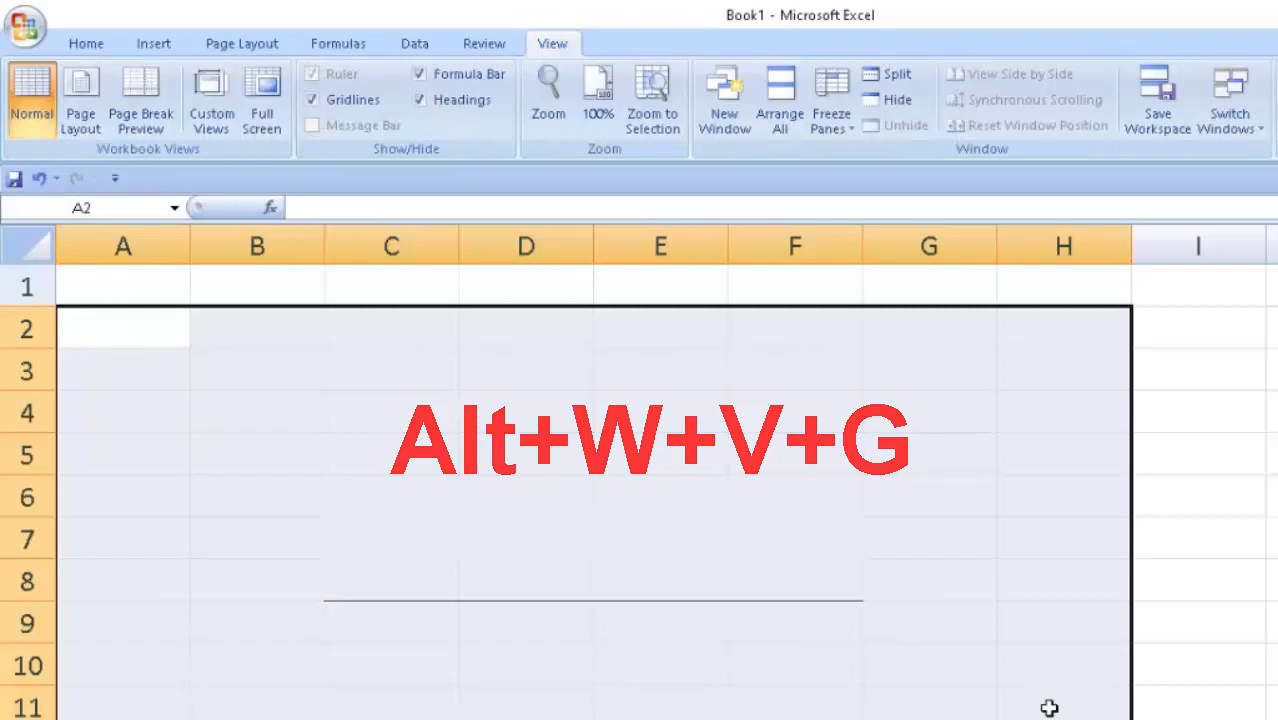 Book1 - Microsoft Excel
Home Insert Page Layout Formulas Data Review View
Normal Page Layout Page Break Preview Custom Views Full Screen
Workbook Views
Ruler Formula Bar
Gridlines Headings
Message Bar
Show/Hide
Zoom 100% Zoom to Selection
Zoom
New Window Arrange All Freeze Panes
Split
Hide
Unhide
View Side by Side
Synchronous Scrolling
Reset Window Position
Save Workspace Switch Windows
Window
A2 fx
A B C D E F G H I
1
2
3
4
Alt+W+V+G
5
6
7
8
9
10
11